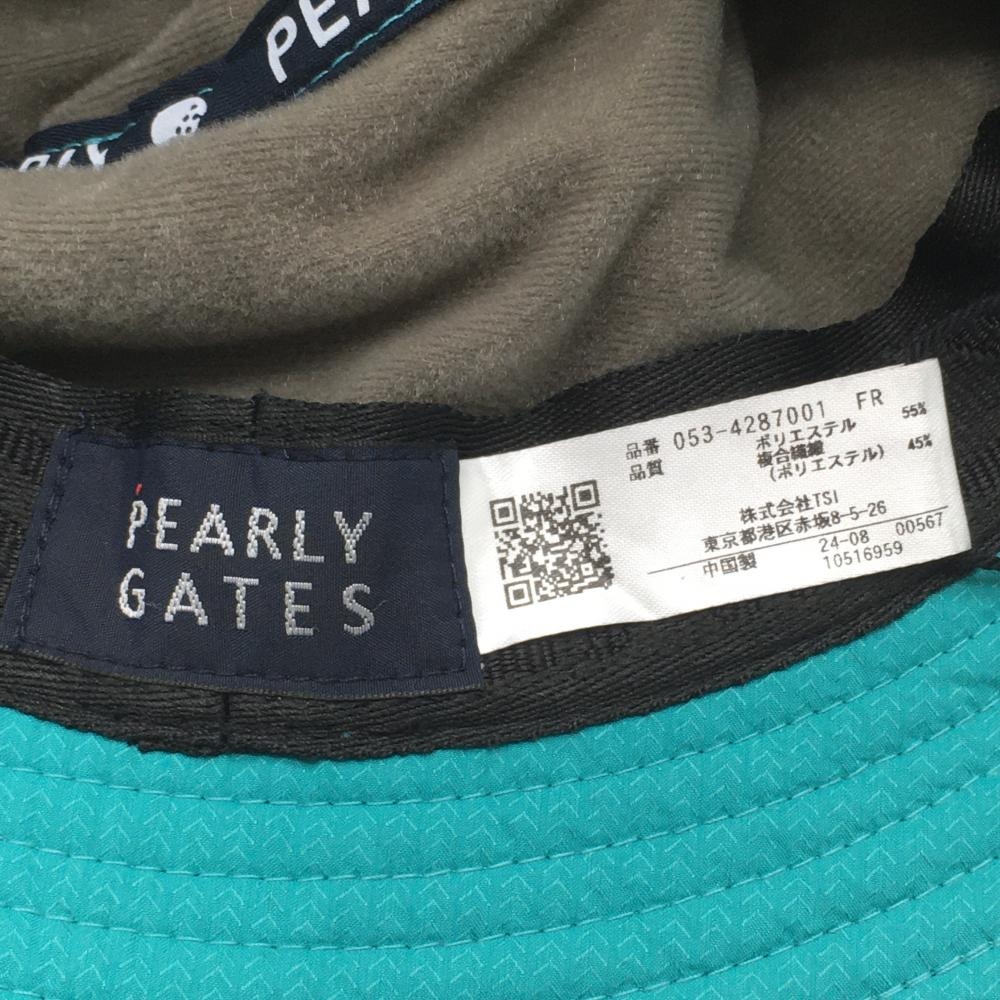 PEA
RLY
PEARLY
GATES
品番 053-4287001 FR
品質 ポリエステル 55%
複合繊維 45%
(ポリエステル)
株式会社TSI
東京都港区赤坂8-5-26
中国製 24-08 00567
10516959